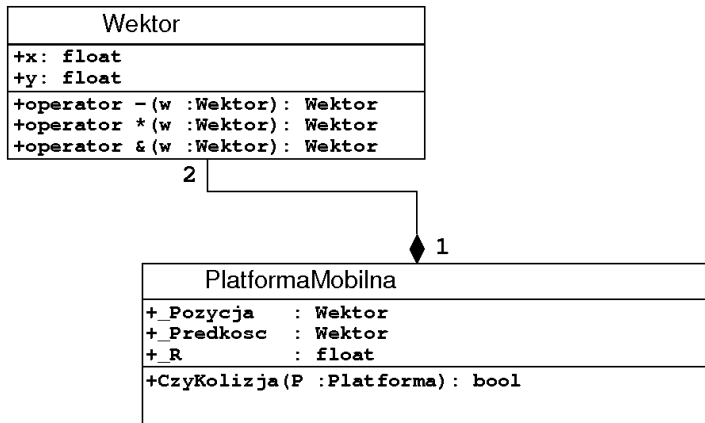 Wektor
+x: float
+y: float
+operator -(w :Wektor): Wektor
+operator *(w :Wektor): Wektor
+operator &(w :Wektor): Wektor
2
1
PlatformaMobilna
+_Pozycja : Wektor
+_Predkosc : Wektor
+_R : float
+CzyKolizja(P :Platforma): bool